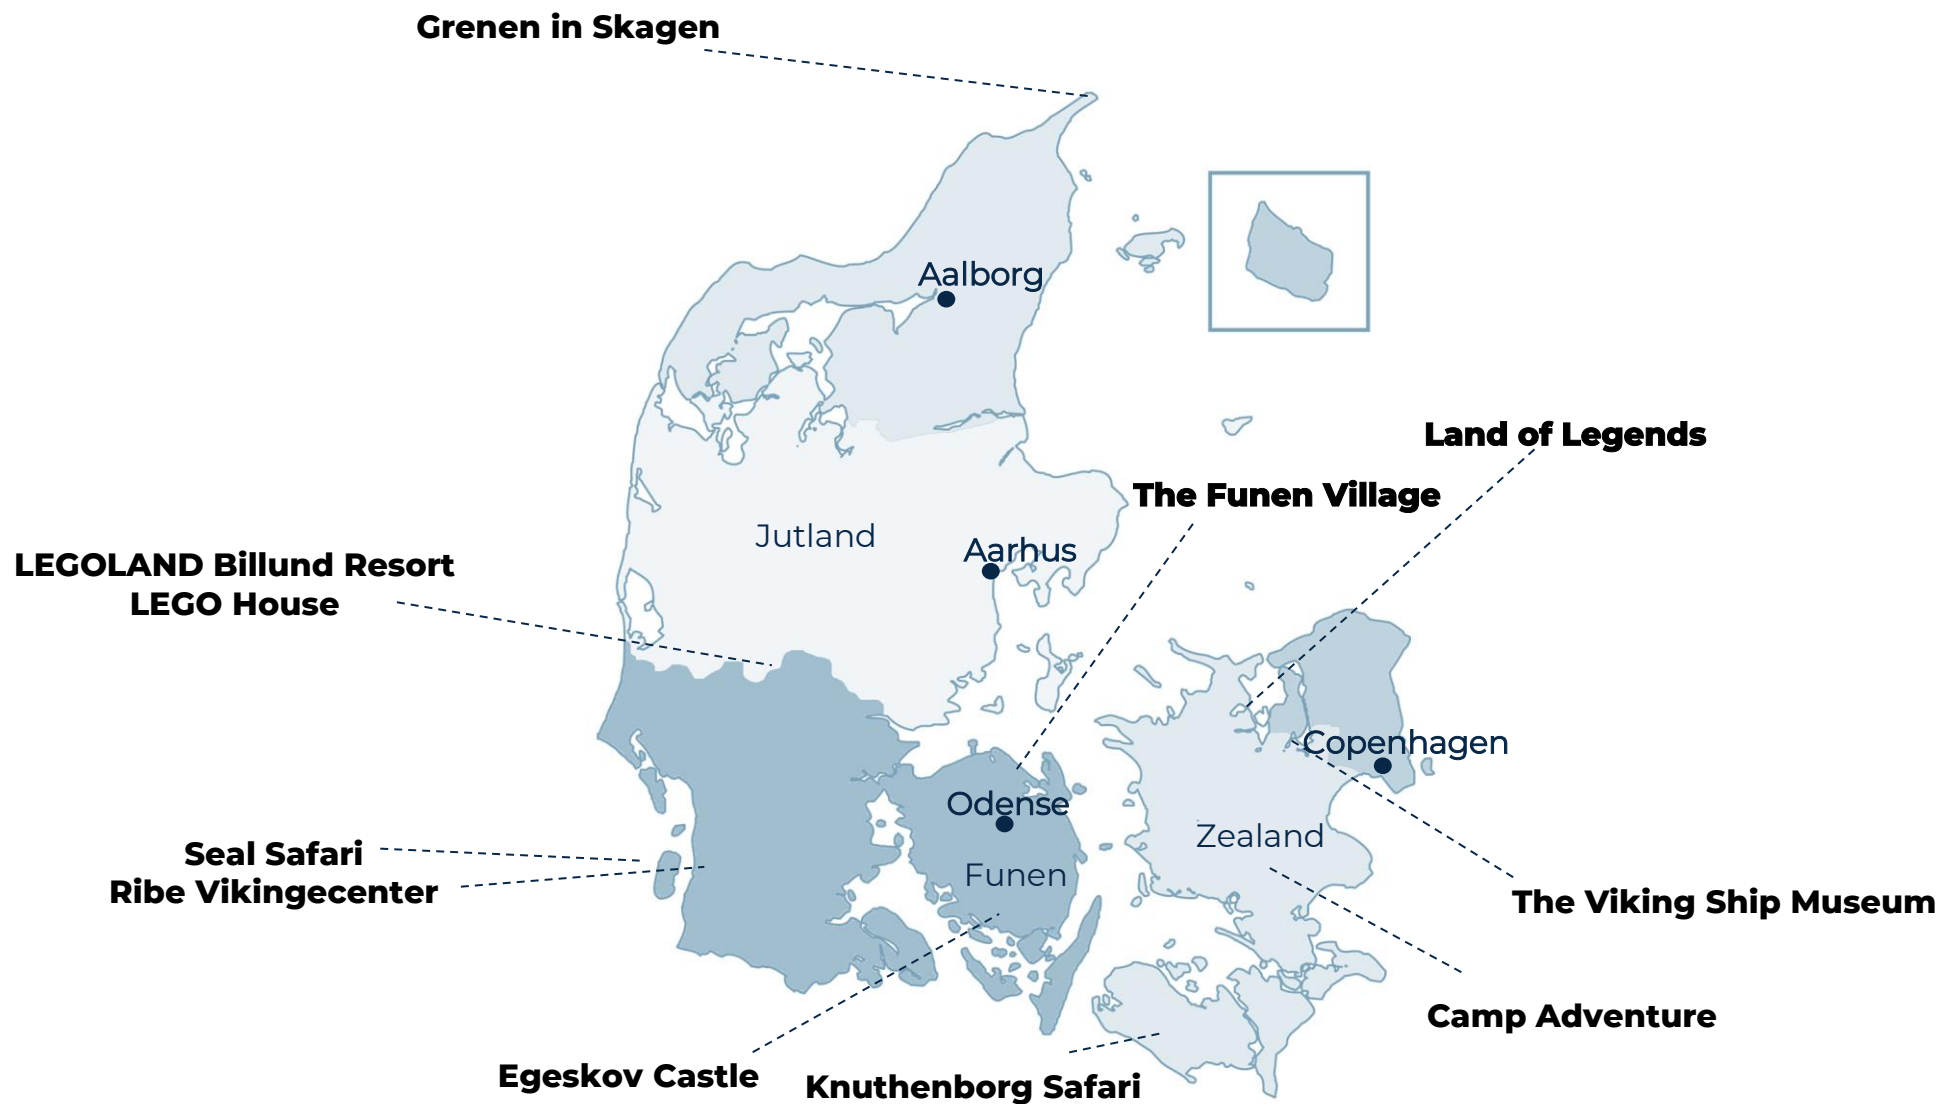 Grenen in Skagen
Aalborg
Land of Legends
The Funen Village
Jutland
Aarhus
LEGOLAND Billund Resort
LEGO House
Copenhagen
Odense
Zealand
Seal Safari
Funen
Ribe Vikingecenter
The Viking Ship Museum
Camp Adventure
Egeskov Castle
Knuthenborg Safari